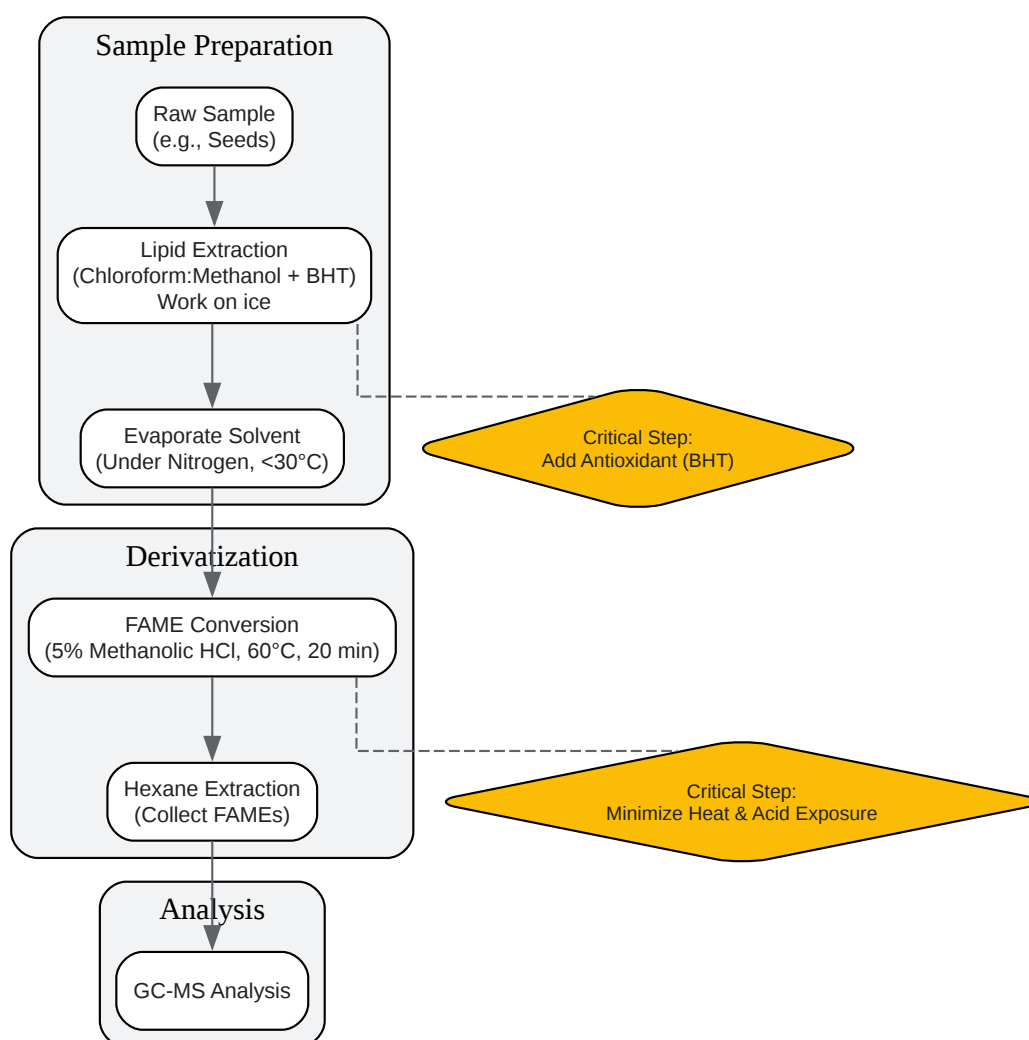 Sample Preparation
Raw Sample
(e.g., Seeds)
Lipid Extraction
(Chloroform:Methanol + BHT)
Work on ice
Evaporate Solvent
(Under Nitrogen, <30°C)
Critical Step:
Add Antioxidant (BHT)
Derivatization
FAME Conversion
(5% Methanolic HCl, 60°C, 20 min)
Hexane Extraction
(Collect FAMEs)
Critical Step:
Minimize Heat & Acid Exposure
Analysis
GC-MS Analysis